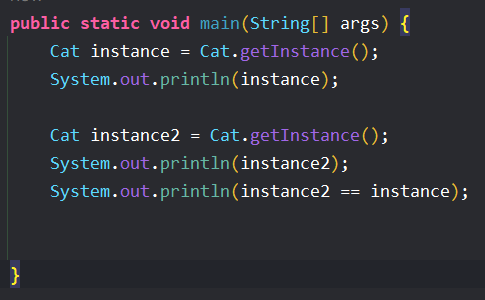 public static void main(String[] args) {
    Cat instance = Cat.getInstance();
    System.out.println(instance);

    Cat instance2 = Cat.getInstance();
    System.out.println(instance2);
    System.out.println(instance2 == instance);


}